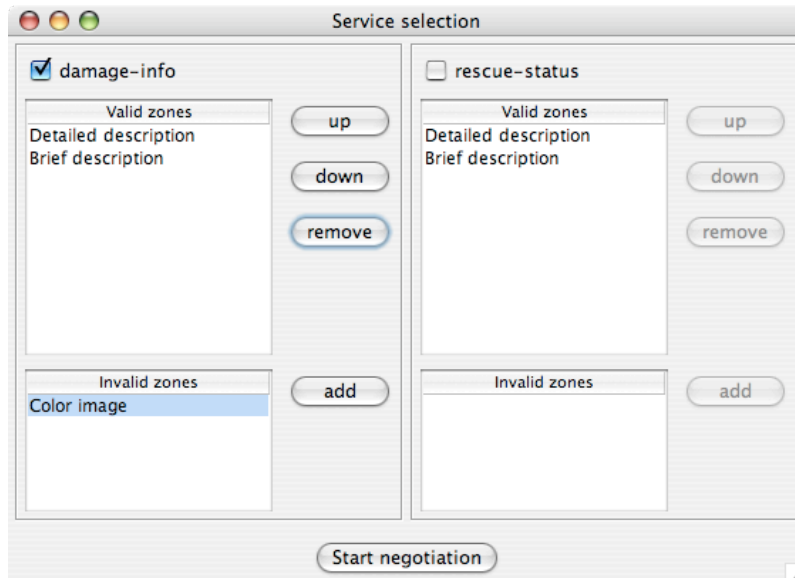 Service selection
damage-info
Valid zones
Detailed description
Brief description
up
down
remove
Invalid zones
Color image
add
rescue-status
Valid zones
Detailed description
Brief description
up
down
remove
Invalid zones
add
Start negotiation